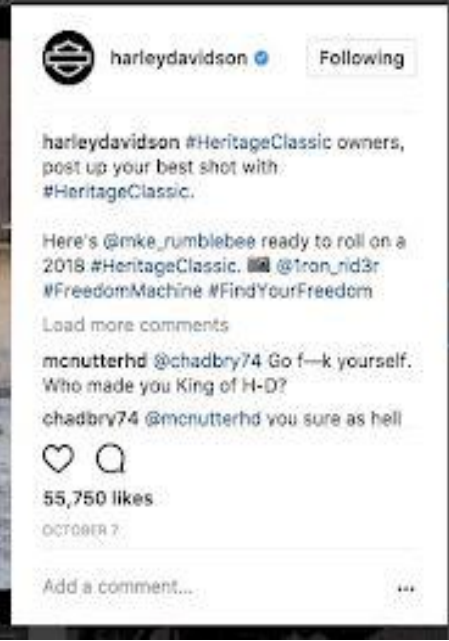 harleydavidson Following
harleydavidson #HeritageClassic owners,
post up your best shot with
#HeritageClassic.
Here's @mke_rumblebee ready to roll on a
2018 #HeritageClassic. 📷 @1ron_rid3r
#FreedomMachine #FindYourFreedom
Load more comments
mcnutterhd @chadbry74 Go f—k yourself.
Who made you King of H-D?
chadbry74 @mcnutterhd you sure as hell
55,750 likes
OCTOBER 7
Add a comment... •••